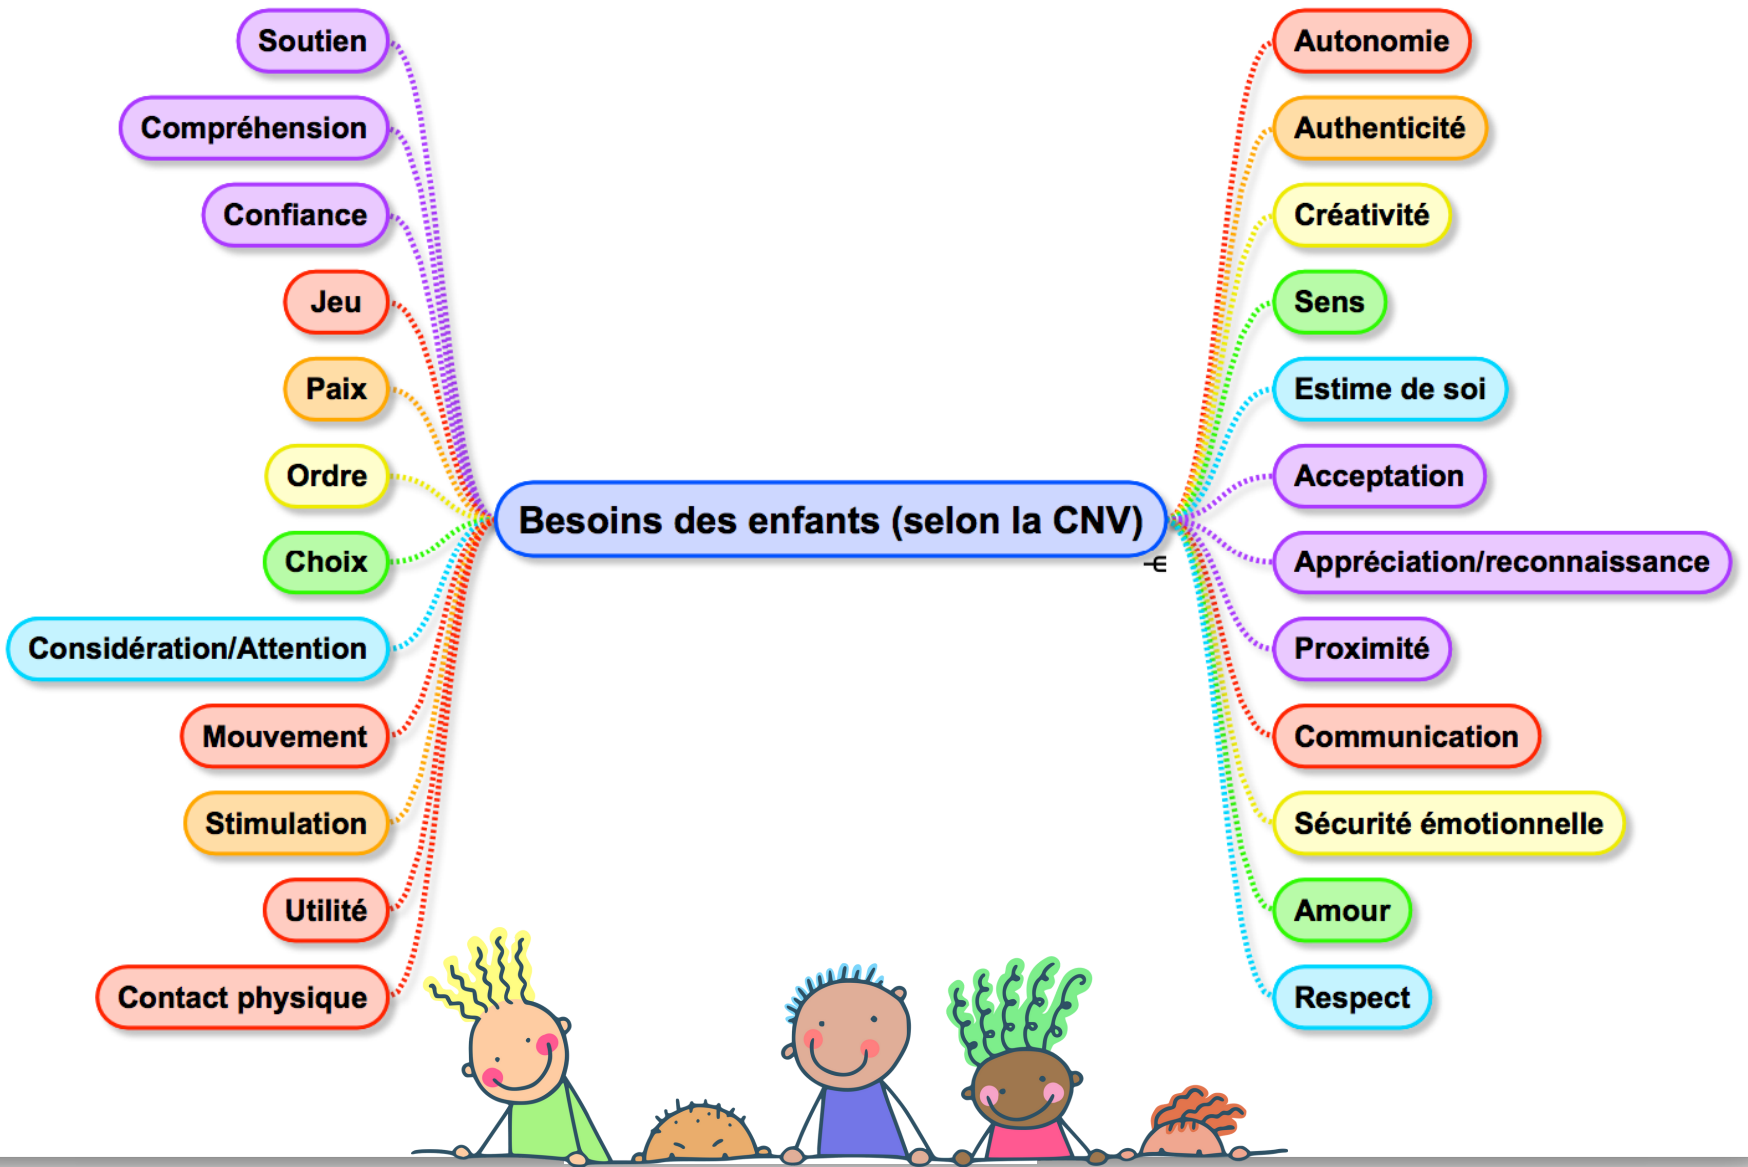 Soutien
Compréhension
Confiance
Jeu
Paix
Ordre
Choix
Considération/Attention
Mouvement
Stimulation
Utilité
Contact physique
Besoins des enfants (selon la CNV)
Autonomie
Authenticité
Créativité
Sens
Estime de soi
Acceptation
Appréciation/reconnaissance
Proximité
Communication
Sécurité émotionnelle
Amour
Respect